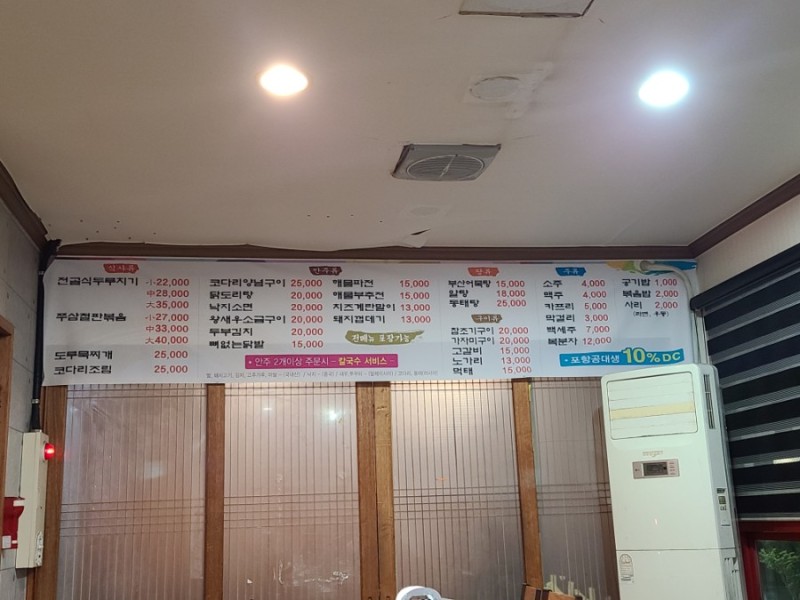 식사류
전골식두루치기 小22,000
中28,000
大35,000
쭈삼철판볶음 小27,000
中33,000
大40,000
도루묵찌개 25,000
코다리조림 25,000
안주류
코다리양념구이 25,000
닭도리탕 20,000
낙지소면 20,000
왕새우소금구이 20,000
두부김치 20,000
뼈없는닭발 15,000
해물파전 15,000
해물부추전 15,000
치즈계란말이 13,000
돼지껍데기 13,000
전메뉴 포장가능
• 안주 2개이상 주문시 - 칼국수 서비스 -
탕류
부산어묵탕 15,000
알탕 18,000
동태탕 25,000
구이류
참조기구이 20,000
가자미구이 20,000
고갈비 15,000
노가리 13,000
먹태 15,000
주류
소주 4,000
맥주 4,000
카프리 5,000
막걸리 3,000
백세주 7,000
복분자 12,000
공기밥 1,000
볶음밥 2,000
사리 2,000
(라면, 우동)
• 포항공대생 10%DC